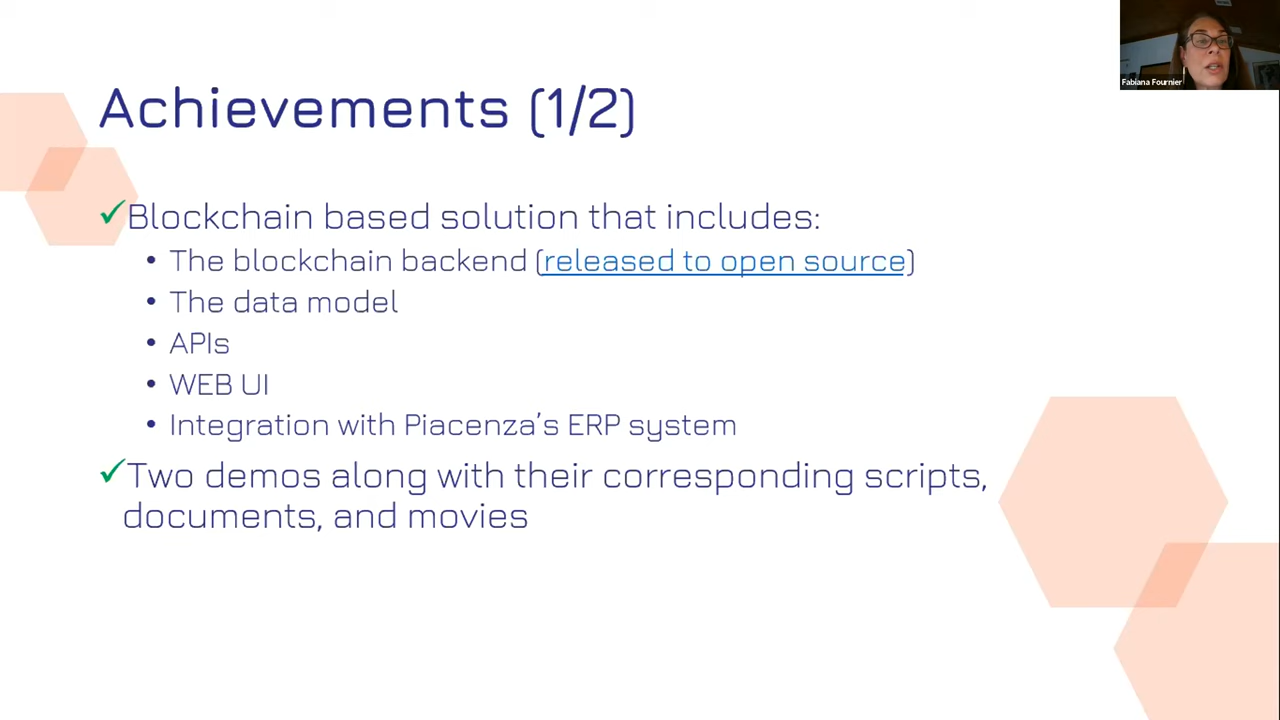 Fabiana Fournier
Achievements (1/2)
✓Blockchain based solution that includes:
• The blockchain backend (released to open source)
• The data model
• APIs
• WEB UI
• Integration with Piacenza's ERP system
✓Two demos along with their corresponding scripts,
documents, and movies